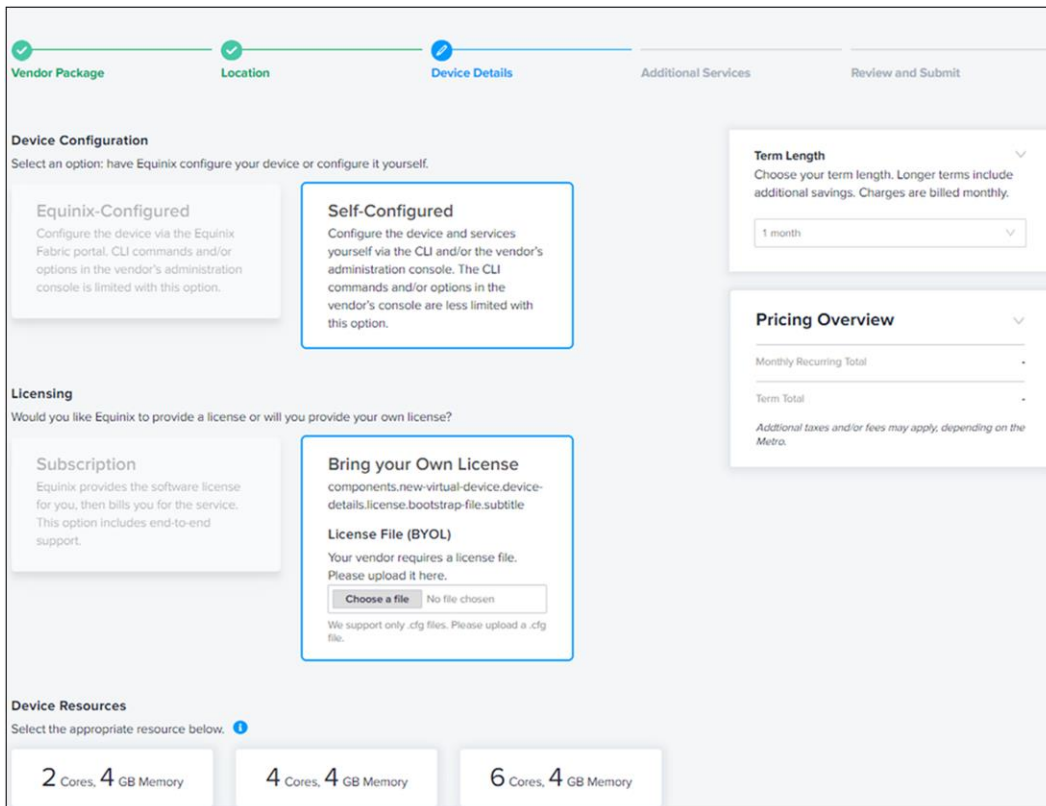 Vendor Package
Location
Device Details
Additional Services
Review and Submit
Device Configuration
Select an option: have Equinix configure your device or configure it yourself.
Equinix-Configured
Configure the device via the Equinix
Fabric portal. CLI commands and/or
options in the vendor's administration
console is limited with this option.
Self-Configured
Configure the device and services
yourself via the CLI and/or the vendor's
administration console. The CLI
commands and/or options in the
vendor's console are less limited with
this option.
Term Length
Choose your term length. Longer terms include
additional savings. Charges are billed monthly.
1 month
Pricing Overview
Monthly Recurring Total -
Term Total -
Addtional taxes and/or fees may apply, depending on the
Metro.
Licensing
Would you like Equinix to provide a license or will you provide your own license?
Subscription
Equinix provides the software license
for you, then bills you for the service.
This option includes end-to-end
support.
Bring your Own License
components.new-virtual-device.device-
details.license.bootstrap-file.subtitle
License File (BYOL)
Your vendor requires a license file.
Please upload it here.
Choose a file No file chosen
We support only .cfg files. Please upload a .cfg
file.
Device Resources
Select the appropriate resource below.
2 Cores, 4 GB Memory
4 Cores, 4 GB Memory
6 Cores, 4 GB Memory